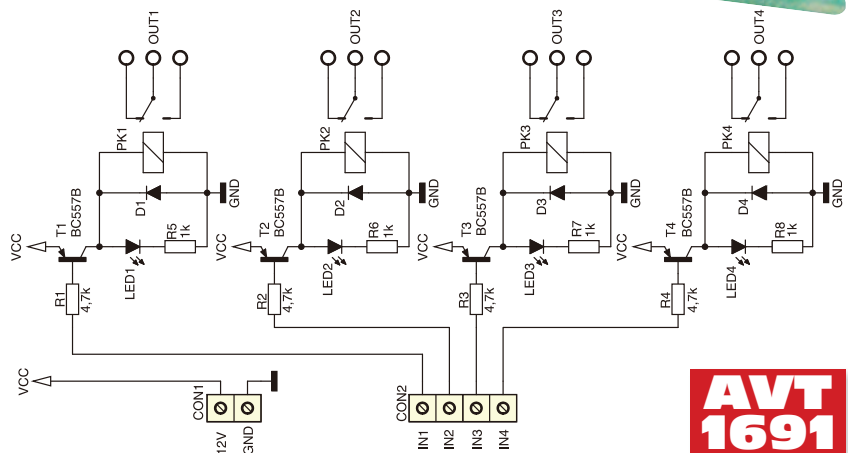 OUT1
OUT2
OUT3
OUT4
PK1
PK2
PK3
PK4
D1
D2
D3
D4
GND
GND
GND
GND
T1
BC557B
T2
BC557B
T3
BC557B
T4
BC557B
VCC
VCC
VCC
VCC
LED1
R5
1k
LED2
R6
1k
LED3
R7
1k
LED4
R8
1k
R1
4,7k
R2
4,7k
R3
4,7k
R4
4,7k
VCC
CON1
12V
GND
CON2
IN1
IN2
IN3
IN4
AVT
1691